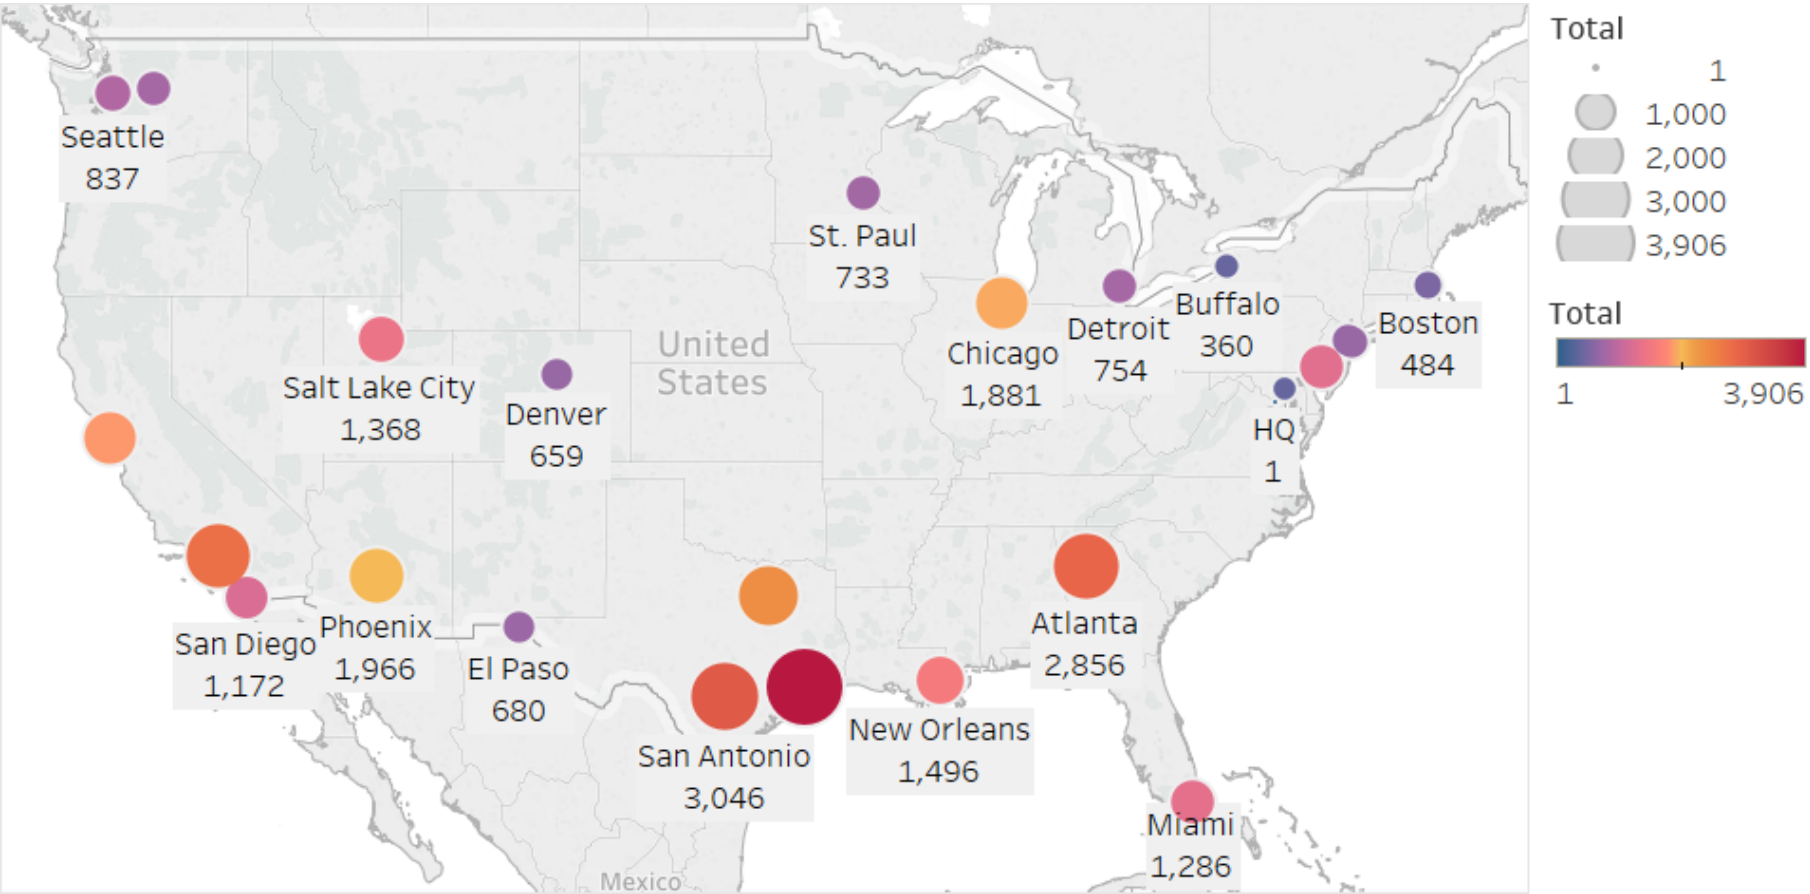 Seattle
837
St. Paul
733
Salt Lake City
1,368
Denver
659
United
States
Chicago
1,881
Detroit
754
Buffalo
360
Boston
484
HQ
1
San Diego
1,172
Phoenix
1,966
El Paso
680
San Antonio
3,046
New Orleans
1,496
Atlanta
2,856
Miami
1,286
Mexico
Total
1
1,000
2,000
3,000
3,906
Total
1 3,906